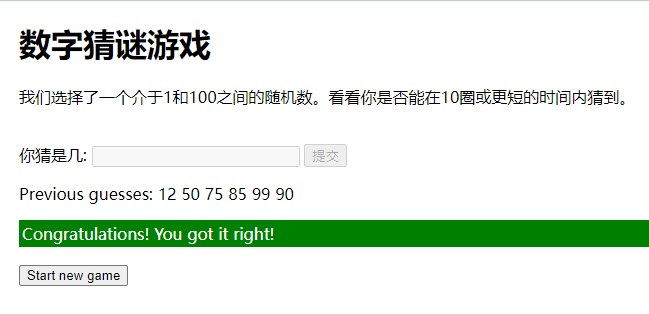 数字猜谜游戏
我们选择了一个介于1和100之间的随机数。看看你是否能在10圈或更短的时间内猜到。
你猜是几: 提交
Previous guesses: 12 50 75 85 99 90
Congratulations! You got it right!
Start new game